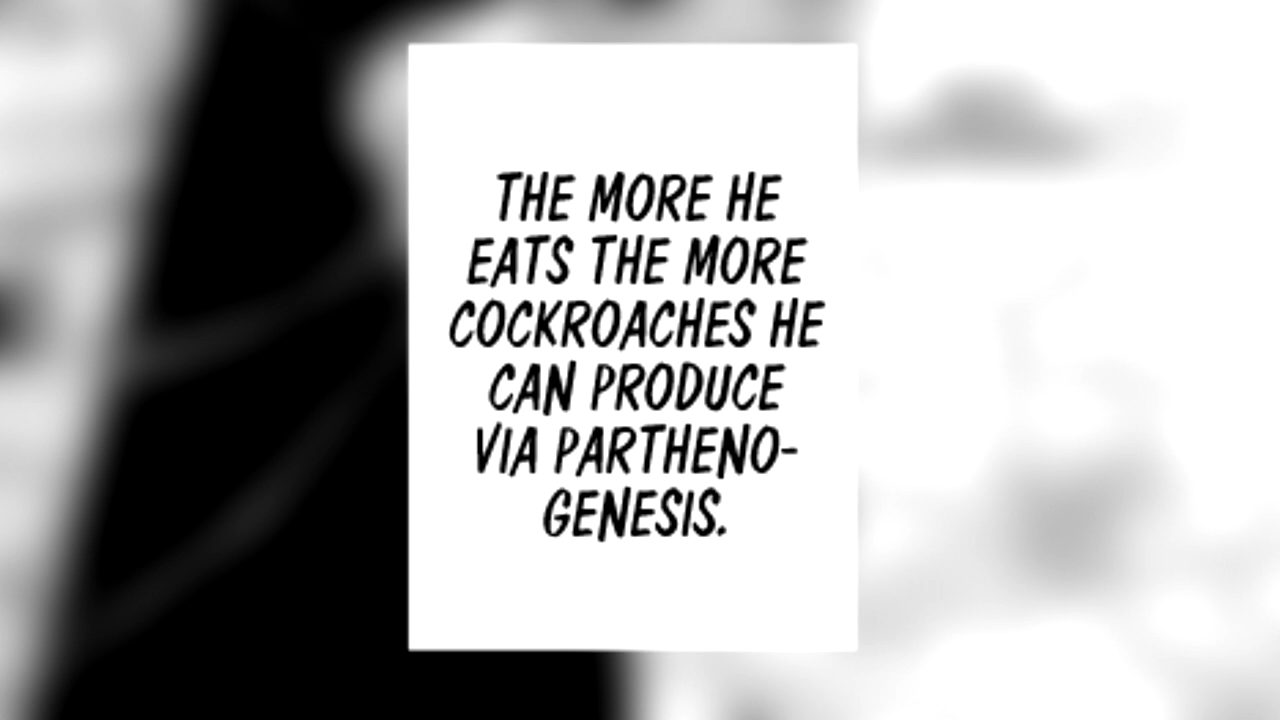 THE MORE HE
EATS THE MORE
COCKROACHES HE
CAN PRODUCE
VIA PARTHENO-
GENESIS.